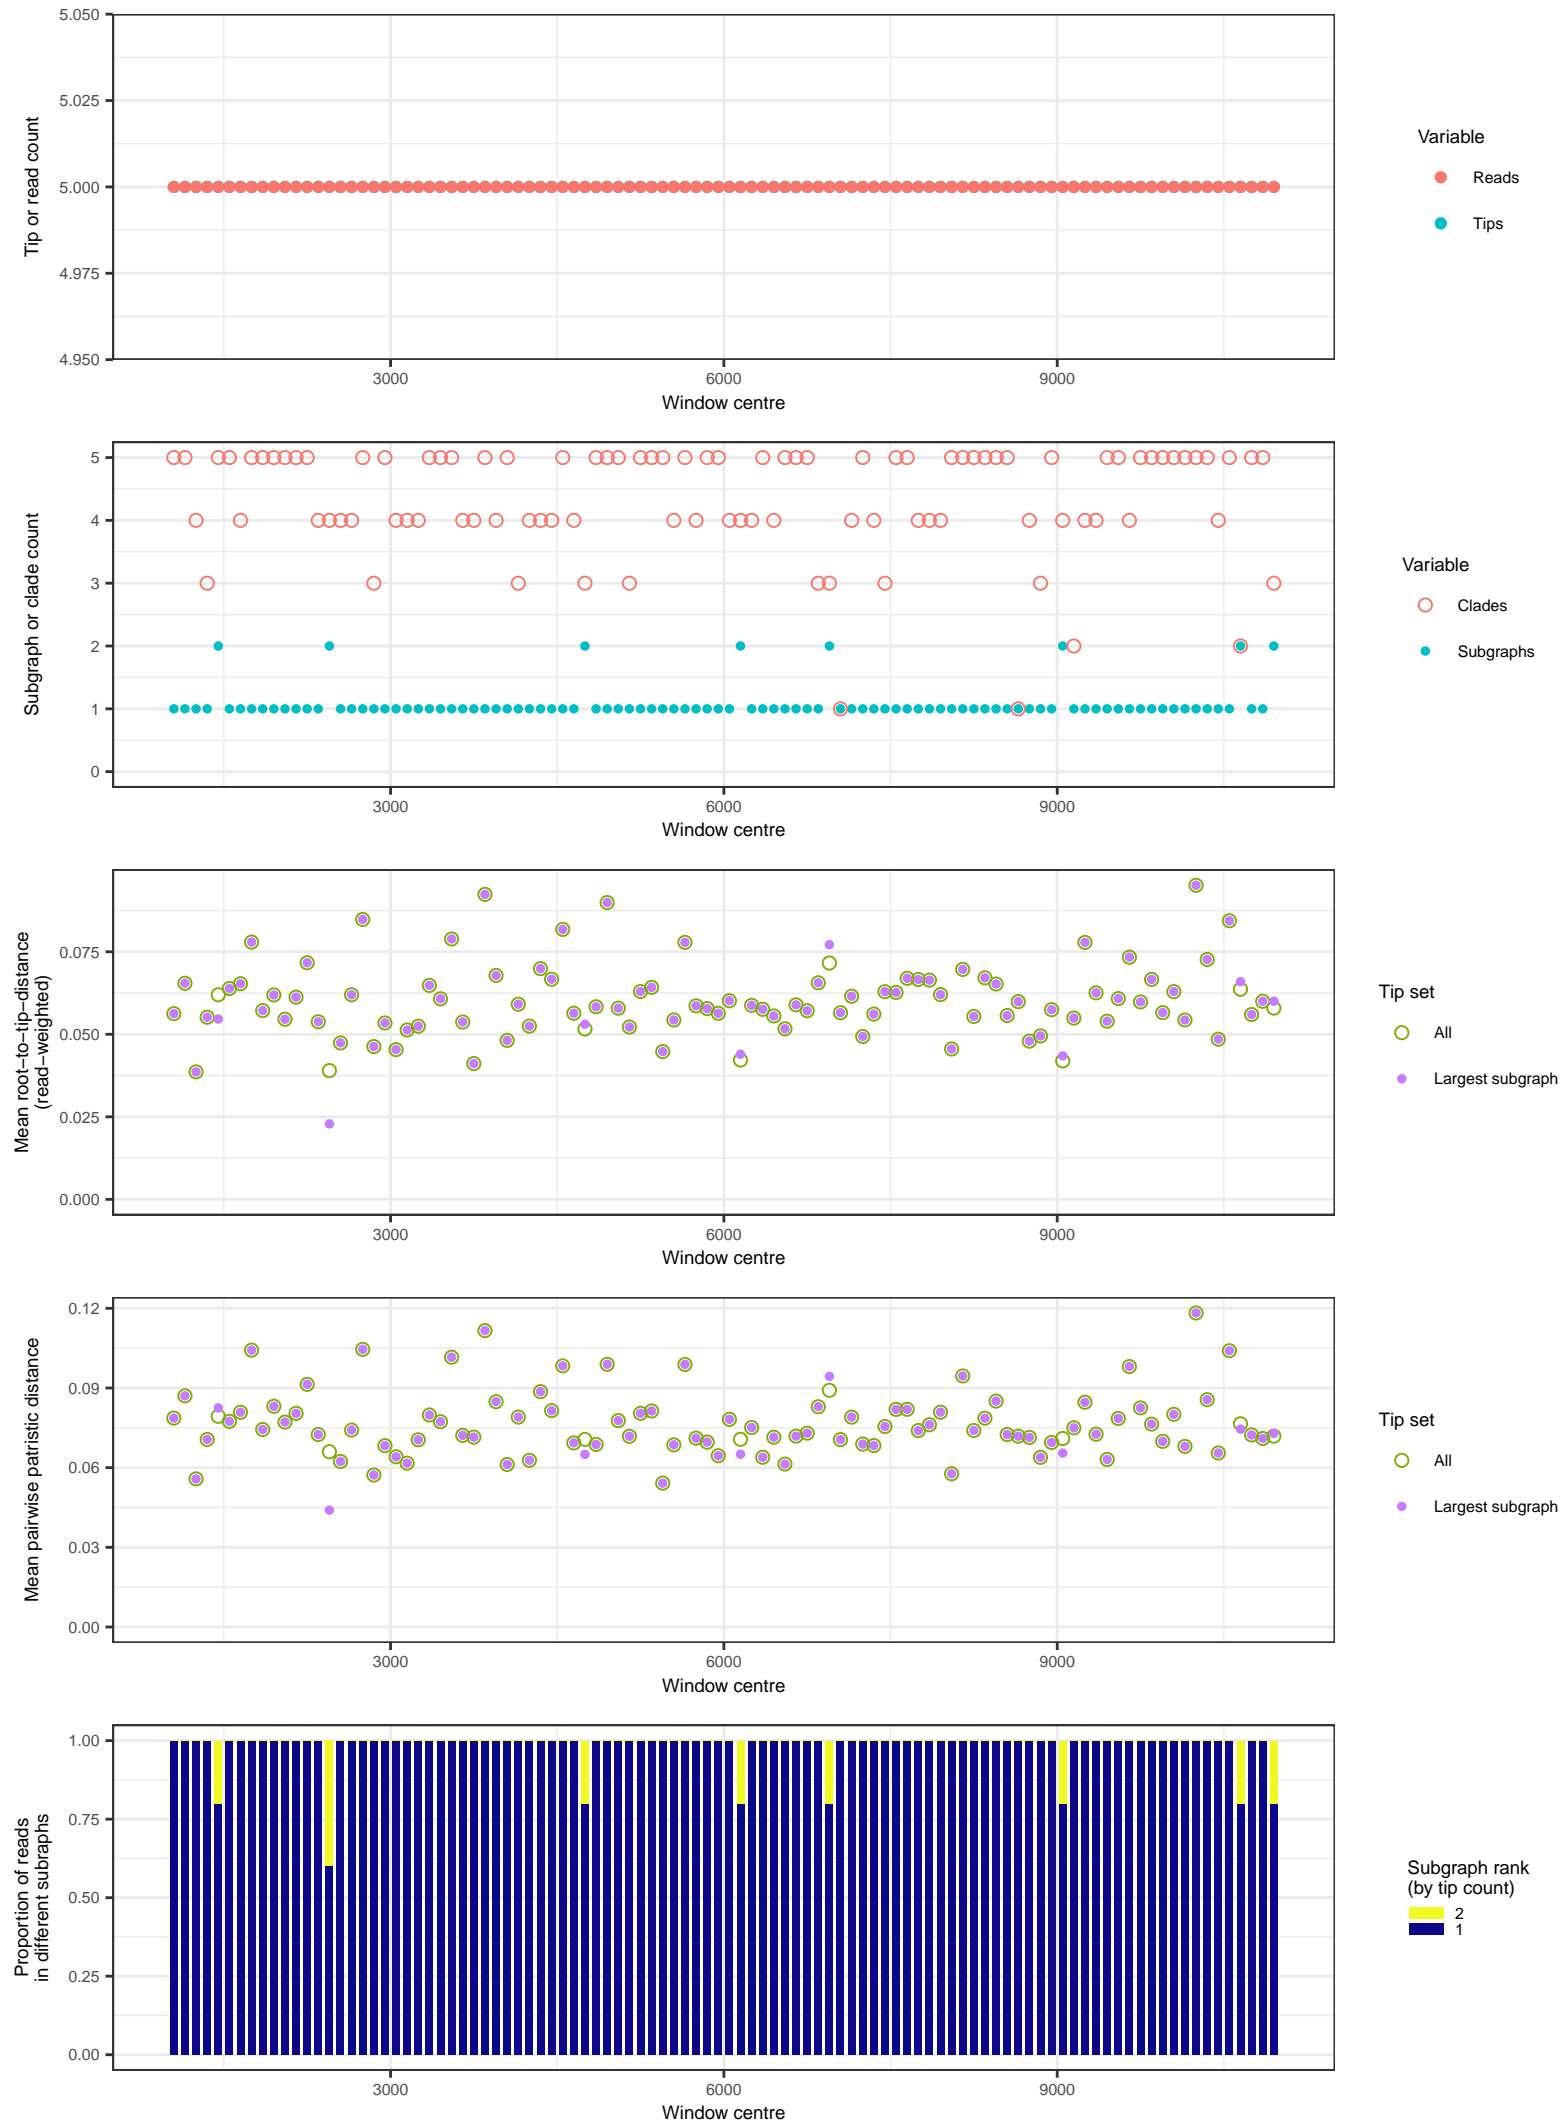 5.050
5.025
5.000
4.975
4.950
Tip or read count
3000 6000 9000
Window centre
Variable
Reads
Tips
5
4
3
2
1
0
Subgraph or clade count
3000 6000 9000
Window centre
Variable
Clades
Subgraphs
0.075
0.050
0.025
0.000
Mean root−to−tip−distance
(read−weighted)
3000 6000 9000
Window centre
Tip set
All
Largest subgraph
0.12
0.09
0.06
0.03
0.00
Mean pairwise patristic distance
3000 6000 9000
Window centre
Tip set
All
Largest subgraph
1.00
0.75
0.50
0.25
0.00
Proportion of reads
in different subraphs
3000 6000 9000
Window centre
Subgraph rank
(by tip count)
2
1